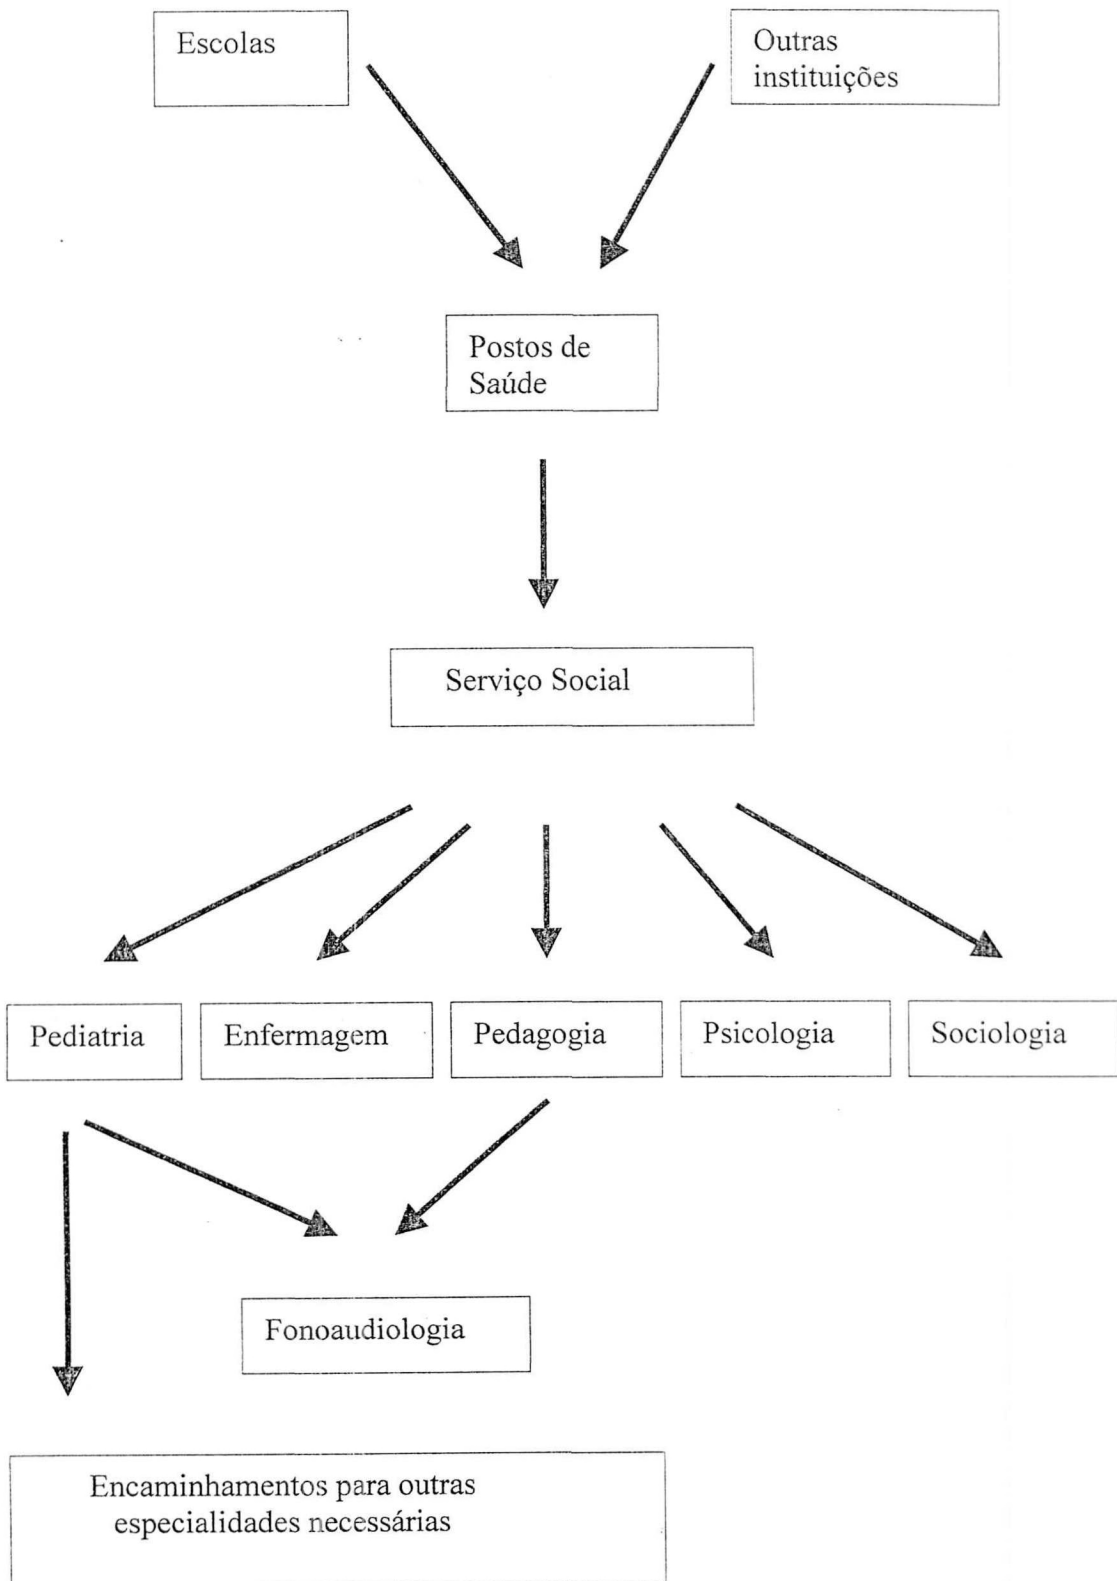 Escolas
Outras
instituições
Postos de
Saúde
Serviço Social
Pediatria
Enfermagem
Pedagogia
Psicologia
Sociologia
Fonoaudiologia
Encaminhamentos para outras
especialidades necessárias